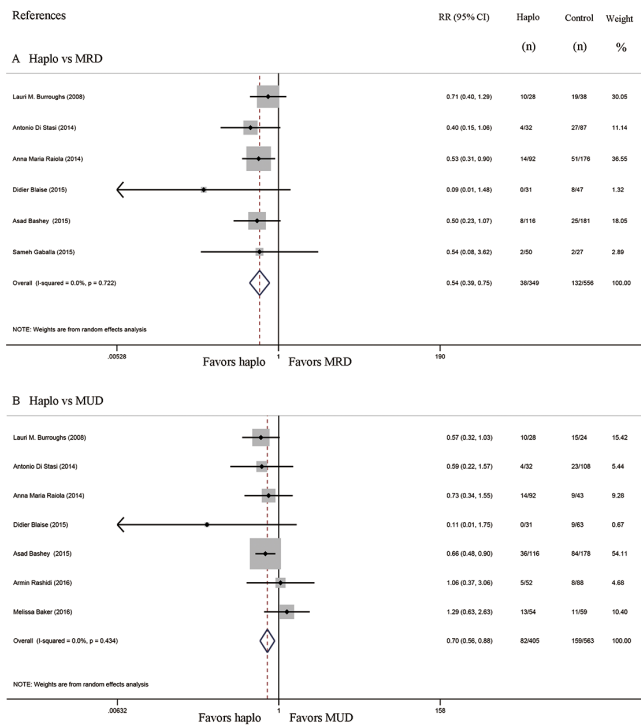 References RR (95% CI) Haplo Control Weight
(n) (n) %
A Haplo vs MRD
Lauri M. Burroughs (2008) 0.71 (0.40, 1.29) 10/28 19/38 30.05
Antonio Di Stasi (2014) 0.40 (0.15, 1.06) 4/32 27/87 11.14
Anna Maria Raiola (2014) 0.53 (0.31, 0.90) 14/92 51/176 36.55
Didier Blaise (2015) 0.09 (0.01, 1.48) 0/31 8/47 1.32
Asad Bashey (2015) 0.50 (0.23, 1.07) 8/116 25/181 18.05
Sameh Gaballa (2015) 0.54 (0.08, 3.62) 2/50 2/27 2.89
Overall (I-squared = 0.0%, p = 0.722) 0.54 (0.39, 0.75) 38/349 132/556 100.00
NOTE: Weights are from random effects analysis
.00528 1 190
Favors haplo Favors MRD
B Haplo vs MUD
Lauri M. Burroughs (2008) 0.57 (0.32, 1.03) 10/28 15/24 15.42
Antonio Di Stasi (2014) 0.59 (0.22, 1.57) 4/32 23/108 5.44
Anna Maria Raiola (2014) 0.73 (0.34, 1.55) 14/92 9/43 9.28
Didier Blaise (2015) 0.11 (0.01, 1.75) 0/31 9/63 0.67
Asad Bashey (2015) 0.66 (0.48, 0.90) 36/116 84/178 54.11
Armin Rashidi (2016) 1.06 (0.37, 3.06) 5/52 8/88 4.68
Melissa Baker (2016) 1.29 (0.63, 2.63) 13/54 11/59 10.40
Overall (I-squared = 0.0%, p = 0.434) 0.70 (0.56, 0.88) 82/405 159/563 100.00
NOTE: Weights are from random effects analysis
.00632 1 158
Favors haplo Favors MUD